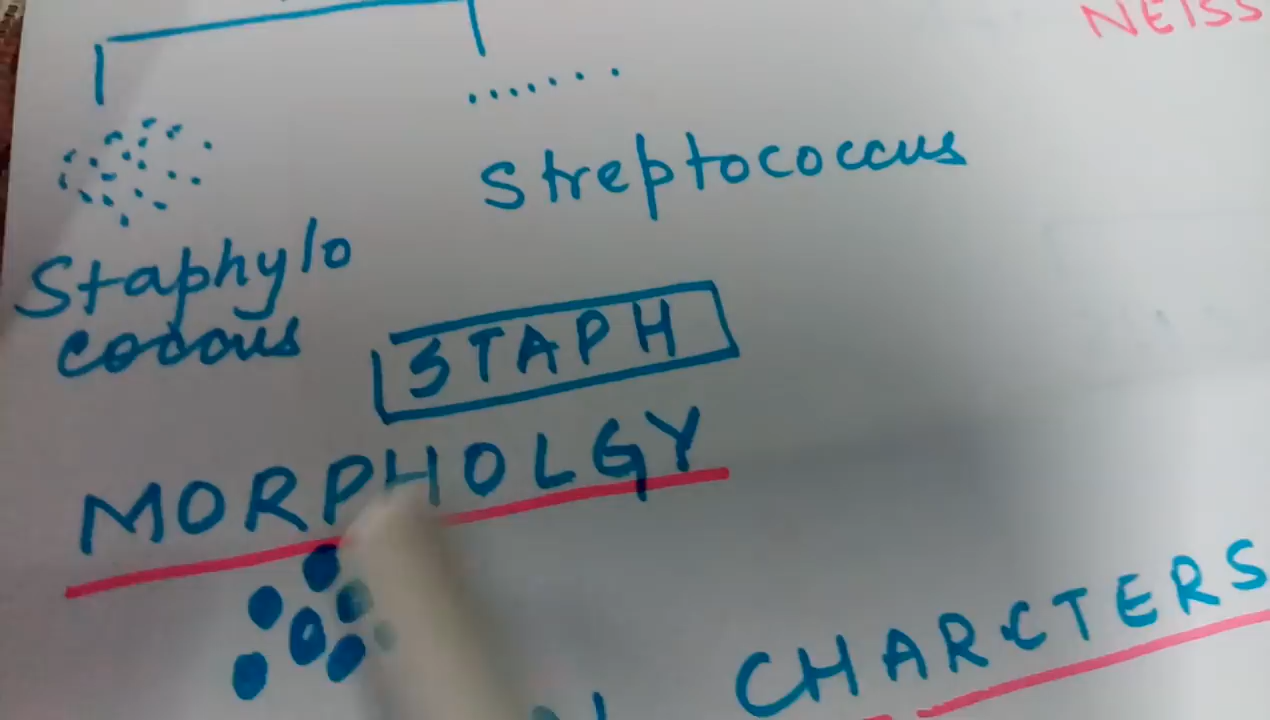 NEISS
Streptococcus
Staphylo
coccus
STAPH
MORPHOLGY
CHARCTERS